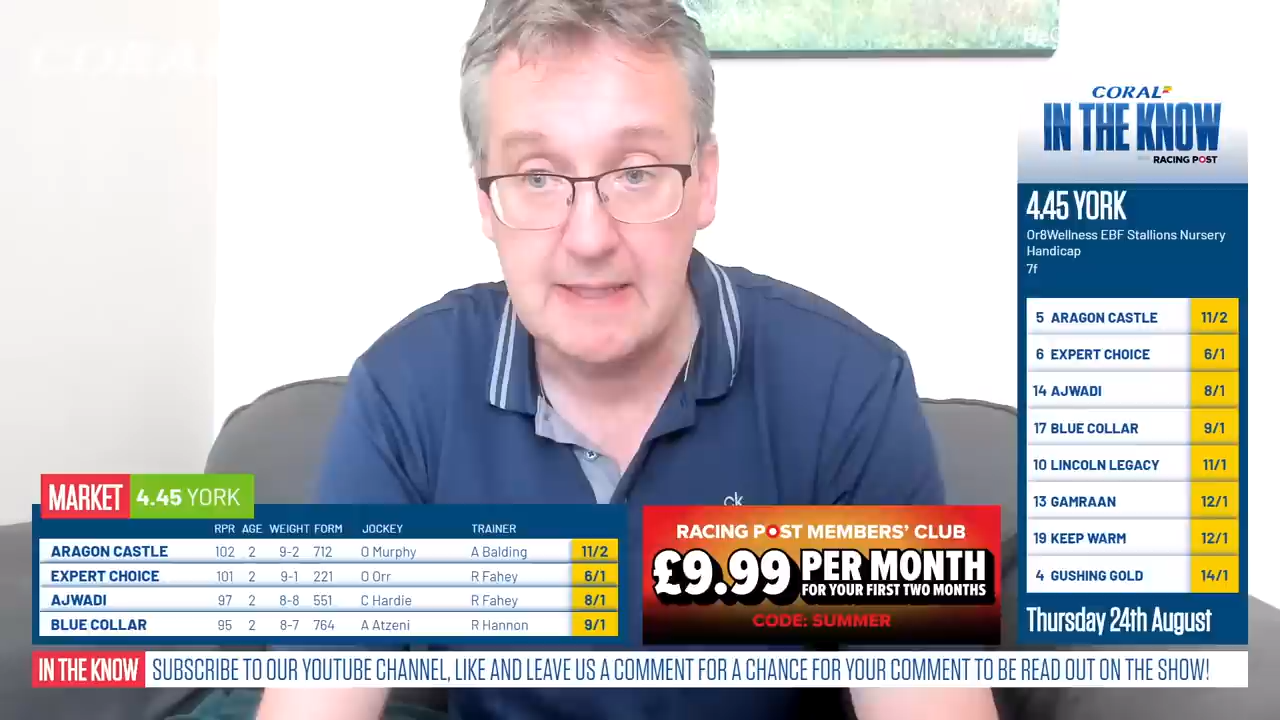 CORAL
BeG
CORAL
IN THE KNOW
WITH RACING POST
4.45 YORK
Or8Wellness EBF Stallions Nursery
Handicap
7f
5 ARAGON CASTLE 11/2
6 EXPERT CHOICE 6/1
14 AJWADI 8/1
17 BLUE COLLAR 9/1
10 LINCOLN LEGACY 11/1
13 GAMRAAN 12/1
19 KEEP WARM 12/1
4 GUSHING GOLD 14/1
Thursday 24th August
ck
MARKET 4.45 YORK
RPR AGE WEIGHT FORM JOCKEY TRAINER
ARAGON CASTLE 102 2 9-2 712 O Murphy A Balding 11/2
EXPERT CHOICE 101 2 9-1 221 O Orr R Fahey 6/1
AJWADI 97 2 8-8 551 C Hardie R Fahey 8/1
BLUE COLLAR 95 2 8-7 764 A Atzeni R Hannon 9/1
RACING POST MEMBERS' CLUB
£9.99 PER MONTH
FOR YOUR FIRST TWO MONTHS
CODE: SUMMER
IN THE KNOW SUBSCRIBE TO OUR YOUTUBE CHANNEL, LIKE AND LEAVE US A COMMENT FOR A CHANCE FOR YOUR COMMENT TO BE READ OUT ON THE SHOW!